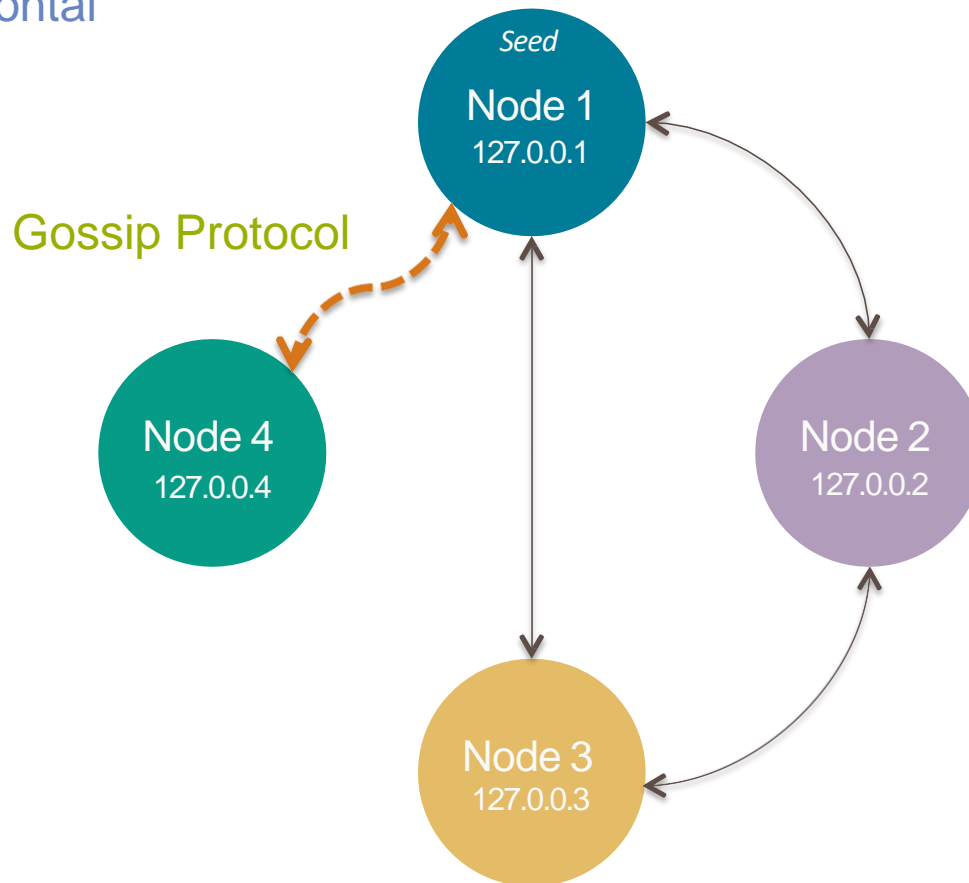 ontal
Seed
Node 1
127.0.0.1
Gossip Protocol
Node 4
127.0.0.4
Node 2
127.0.0.2
Node 3
127.0.0.3